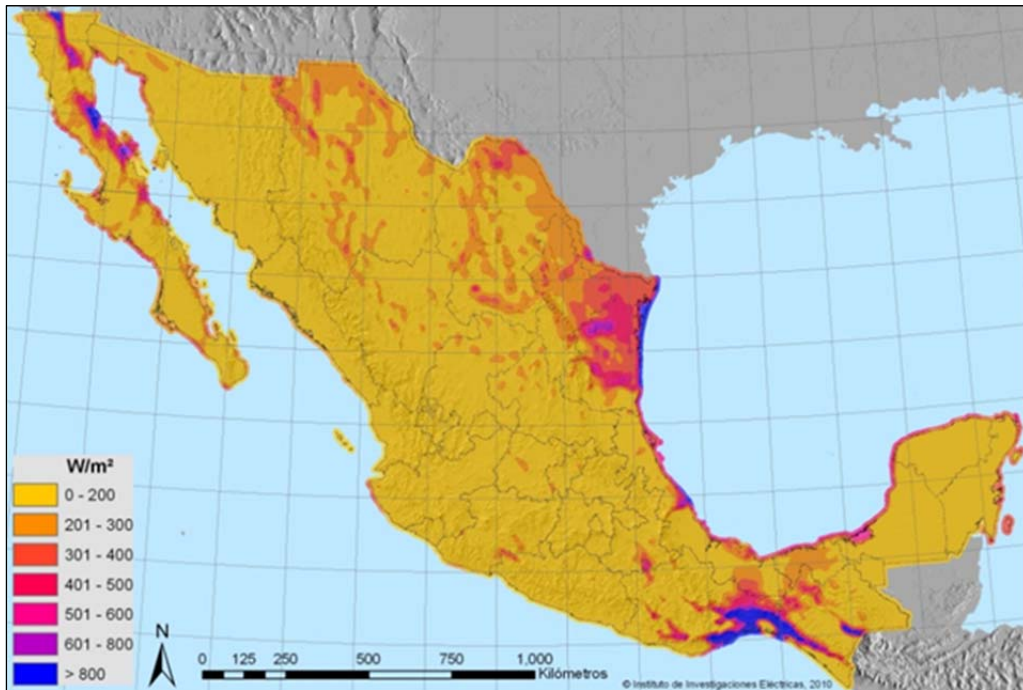 W/m²
0 - 200
201 - 300
301 - 400
401 - 500
501 - 600
601 - 800
> 800
N
0 125 250 500 750 1,000
Kilómetros
© Instituto de Investigaciones Eléctricas, 2010